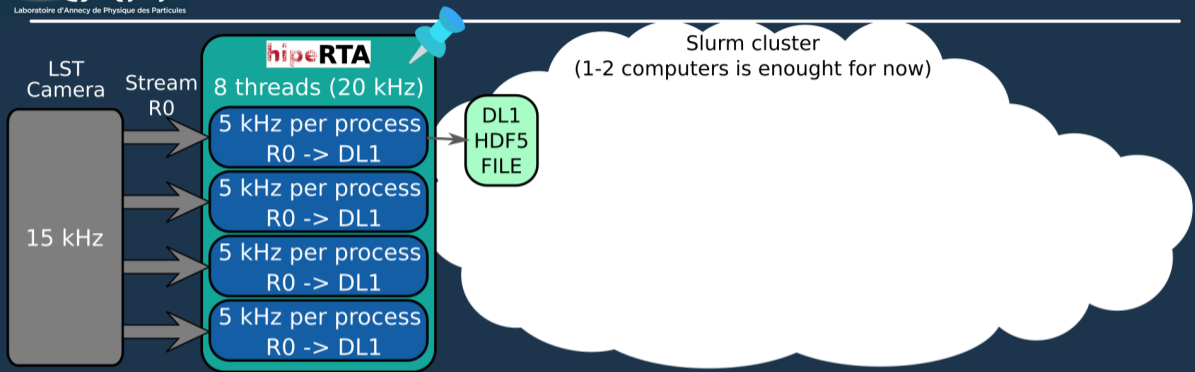 Laboratoire d'Annecy de Physique des Particules
LST
Camera
15 kHz
Stream
R0
hipeRTA
8 threads (20 kHz)
5 kHz per process
R0 -> DL1
5 kHz per process
R0 -> DL1
5 kHz per process
R0 -> DL1
5 kHz per process
R0 -> DL1
DL1
HDF5
FILE
Slurm cluster
(1-2 computers is enought for now)